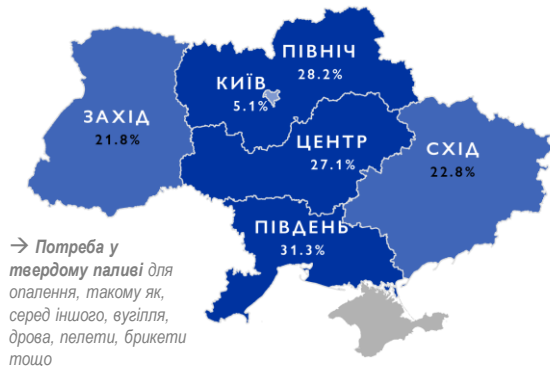 ПІВНІЧ
28.2%
КИЇВ
5.1%
ЗАХІД
21.8%
ЦЕНТР
27.1%
СХІД
22.8%
ПІВДЕНЬ
31.3%
→ Потреба у
твердому паливі для
опалення, такому як,
серед іншого, вугілля,
дрова, пелети, брикети
тощо